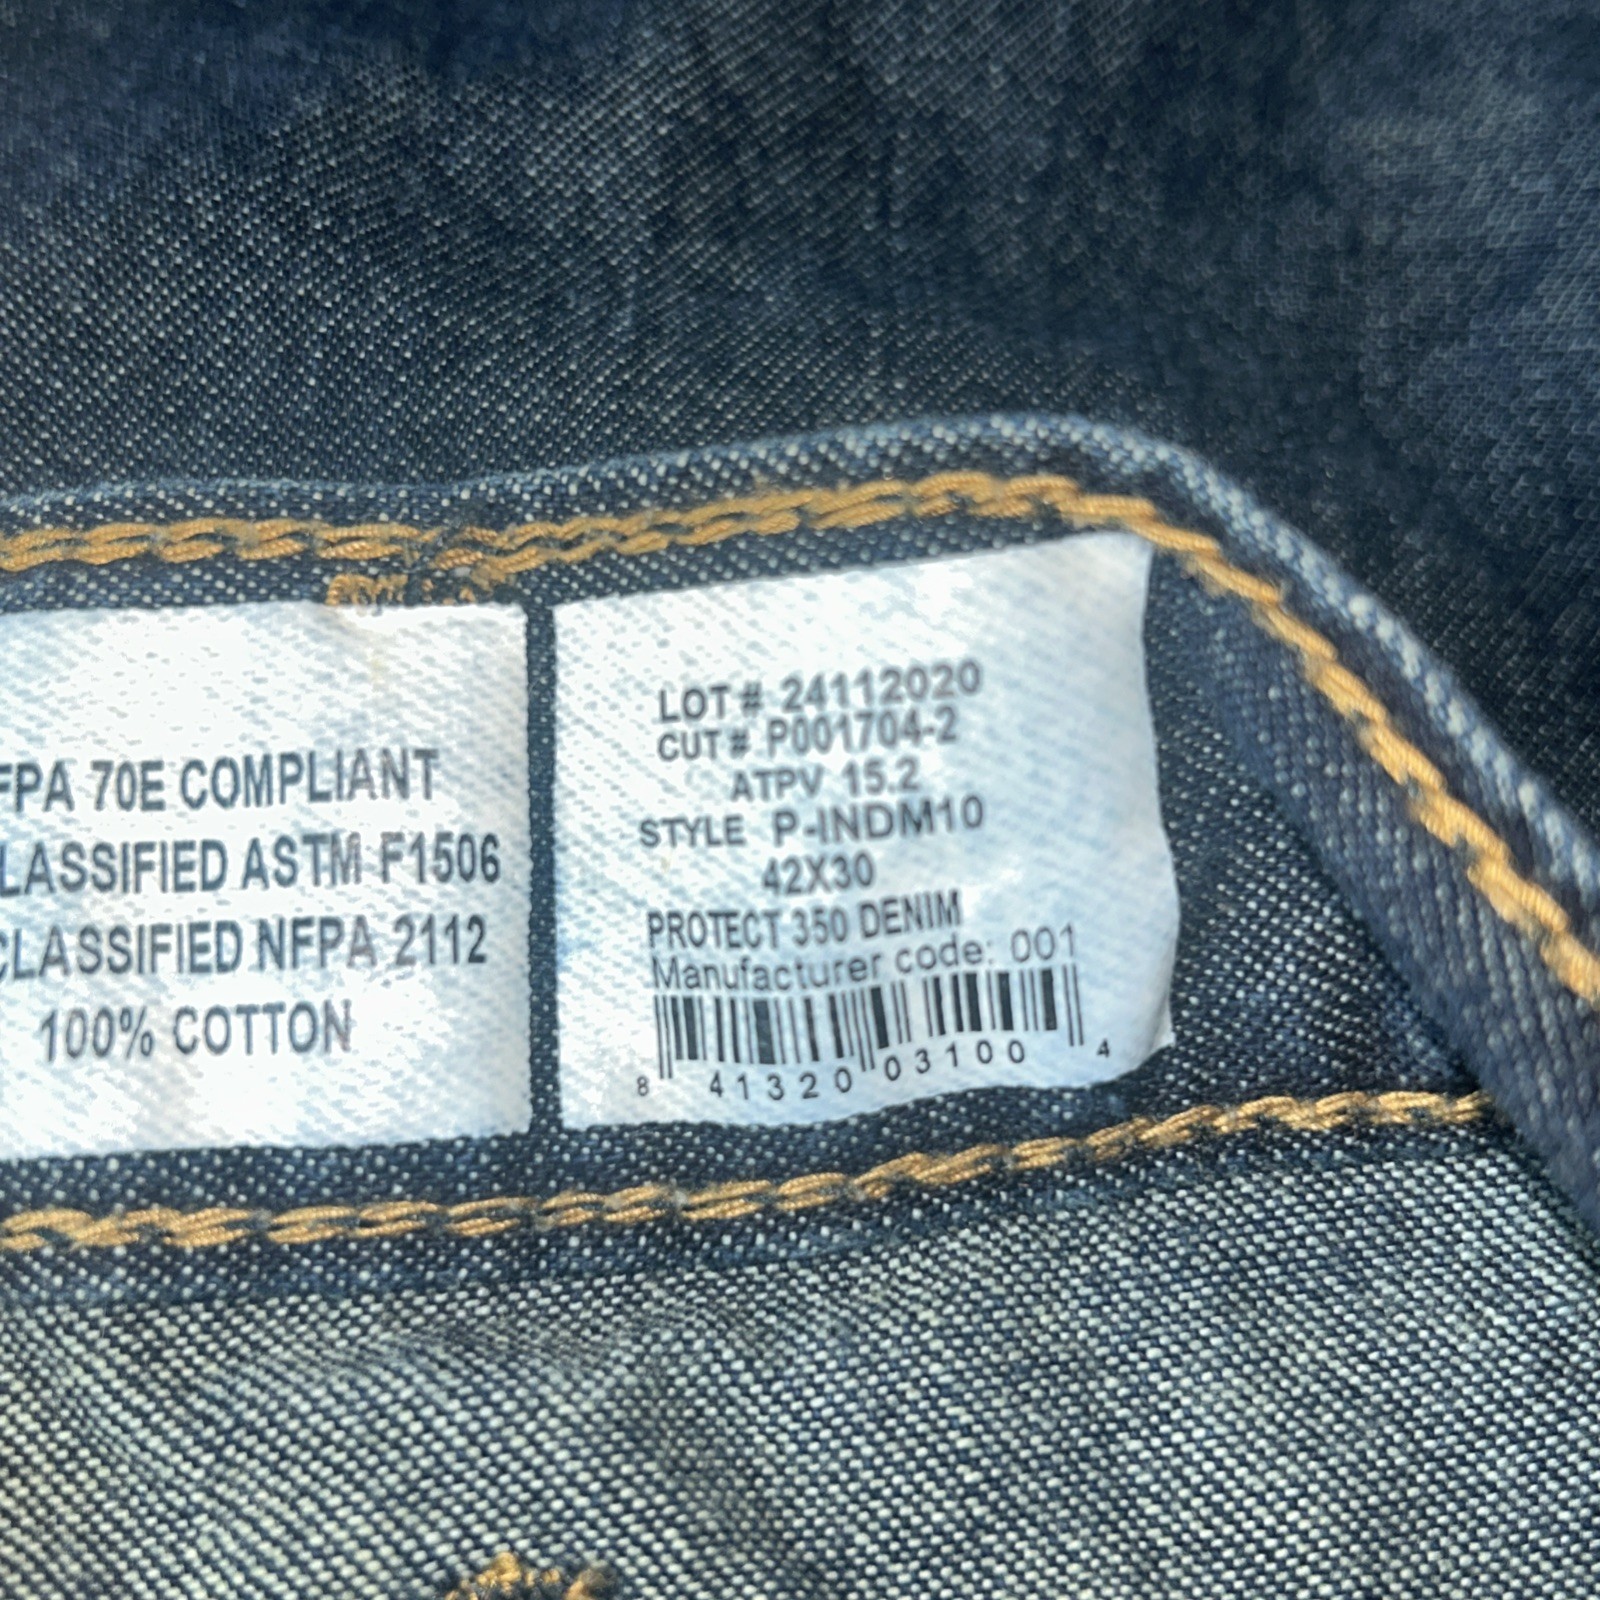 FPA 70E COMPLIANT
LASSIFIED ASTM F1506
CLASSIFIED NFPA 2112
100% COTTON
LOT # 24112020
CUT # P001704-2
ATPV 15.2
STYLE P-INDM10
42X30
PROTECT 350 DENIM
Manufacturer code: 001
8 41320 03100 4